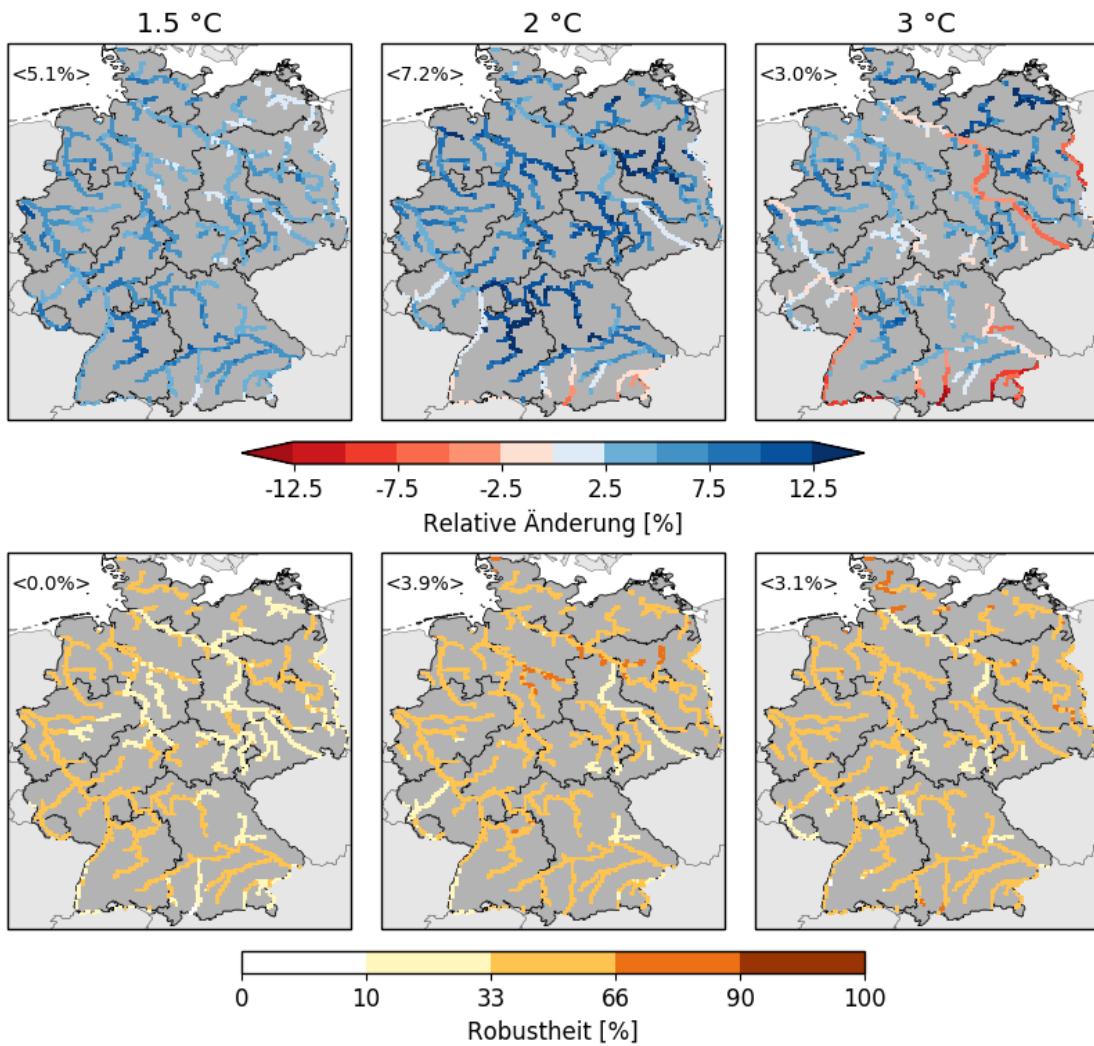 1.5 °C 2 °C 3 °C
<5.1%> <7.2%> <3.0%>
-12.5 -7.5 -2.5 2.5 7.5 12.5
Relative Änderung [%]
<0.0%> <3.9%> <3.1%>
0 10 33 66 90 100
Robustheit [%]